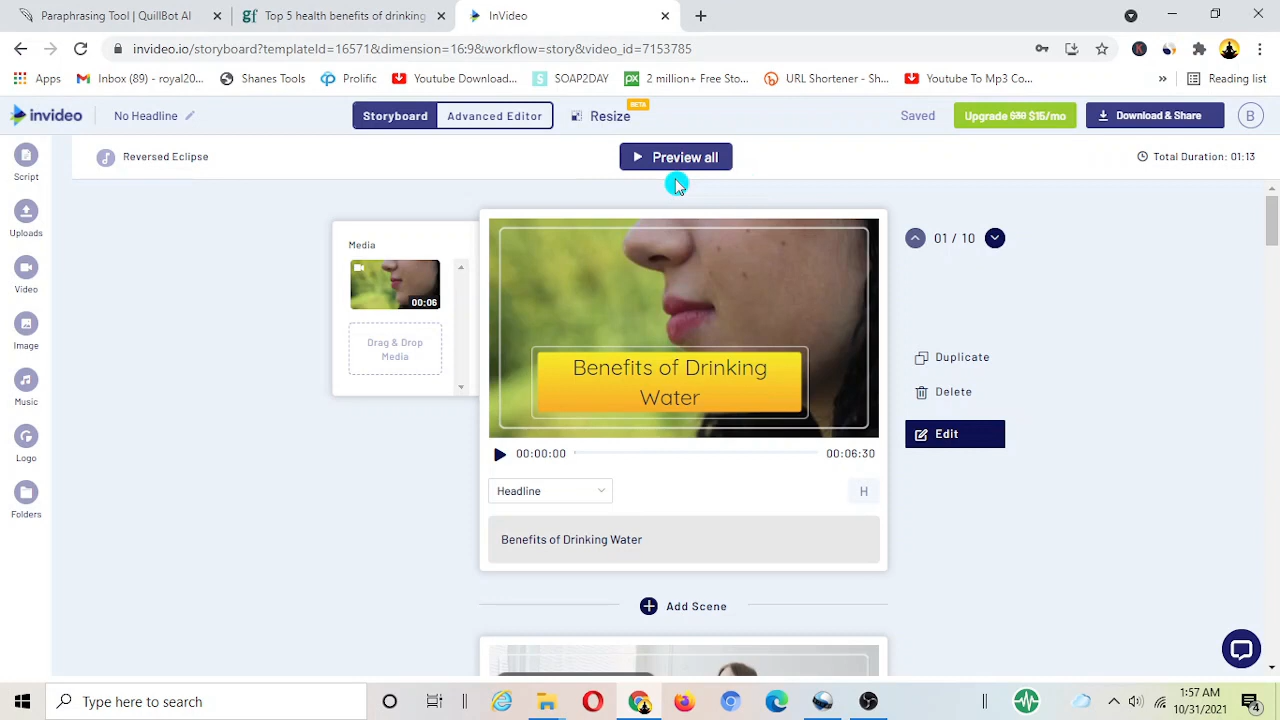 Paraphrasing Tool | QuillBot AI
Top 5 health benefits of drinking
InVideo
invideo.io/storyboard?templateId=16571&dimension=16:9&workflow=story&video_id=7153785
Apps
Inbox (89) - royal20...
Shanes Tools
Prolific
Youtube Download...
SOAP2DAY
2 million+ Free Sto...
URL Shortener - Sh...
Youtube To Mp3 Co...
»
Reading list
invideo
No Headline
Storyboard
Advanced Editor
Resize
BETA
Saved
Upgrade $30 $15/mo
Download & Share
B
Reversed Eclipse
Preview all
Total Duration: 01:13
Script
Uploads
Video
Image
Music
Logo
Folders
Media
00:06
Drag & Drop
Media
Benefits of Drinking
Water
01 / 10
Duplicate
Delete
Edit
00:00:00
00:06:30
Headline
H
Benefits of Drinking Water
Add Scene
Type here to search
1:57 AM
10/31/2021
4